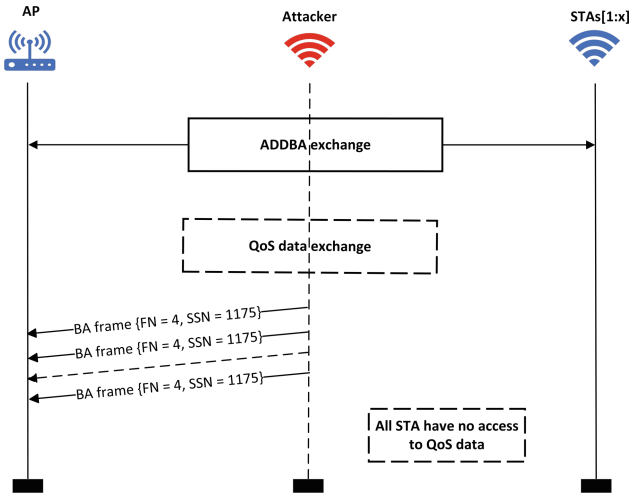 AP
Attacker
STAs[1:x]
ADDBA exchange
QoS data exchange
BA frame {FN = 4, SSN = 1175}
BA frame {FN = 4, SSN = 1175}
BA frame {FN = 4, SSN = 1175}
All STA have no access
to QoS data